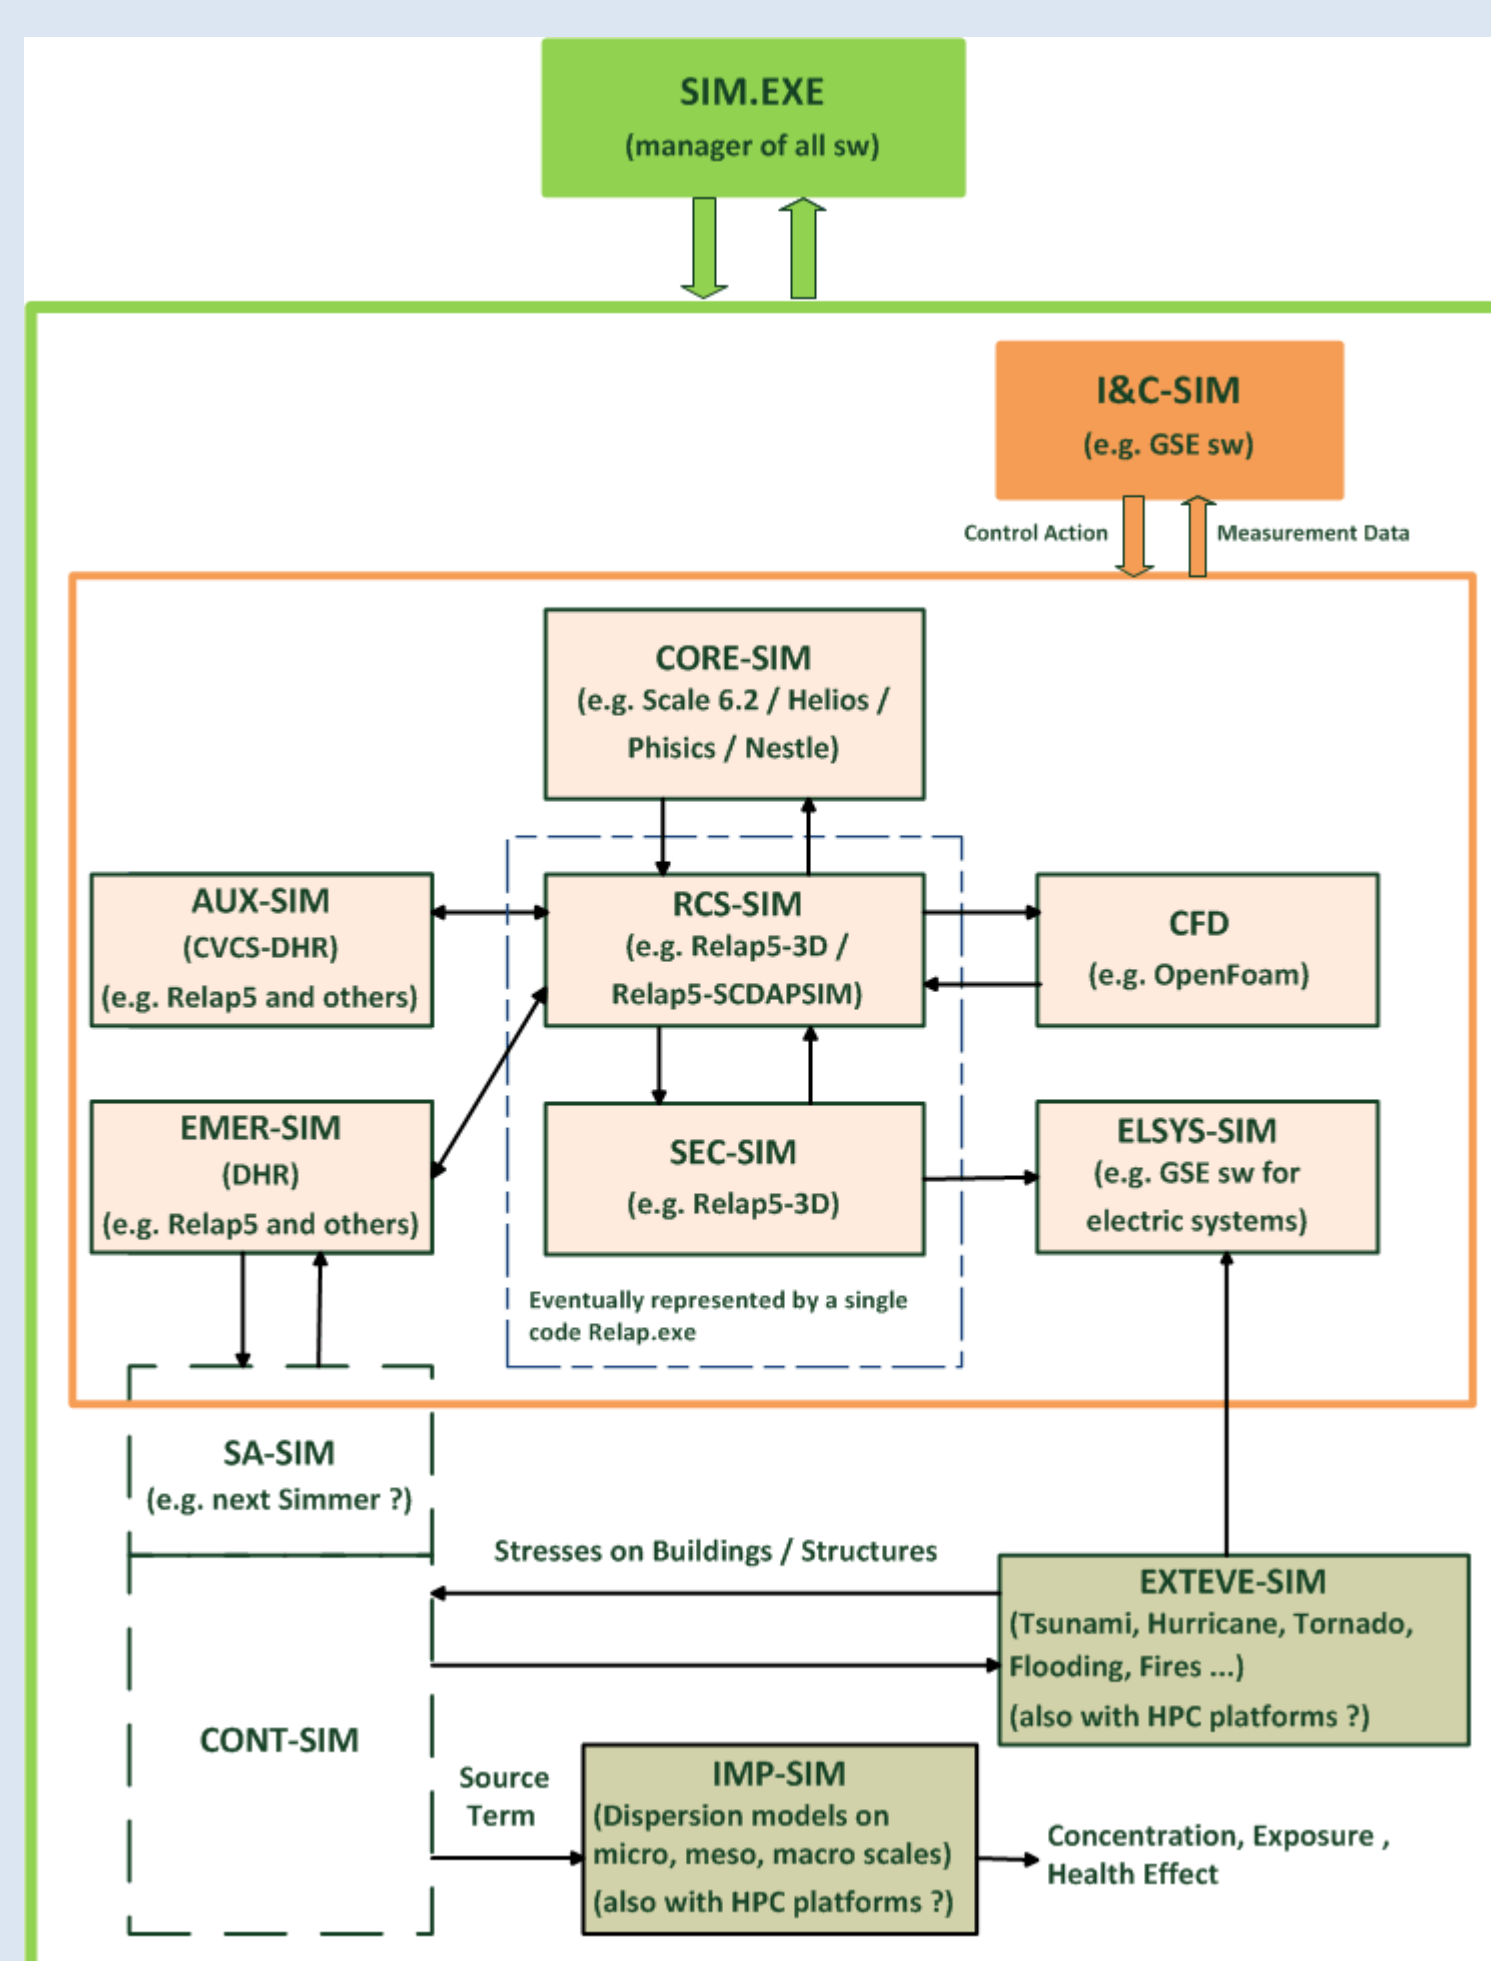 SIM.EXE
(manager of all sw)
I&C-SIM
(e.g. GSE sw)
Control Action
Measurement Data
CORE-SIM
(e.g. Scale 6.2 / Helios /
Phisics / Nestle)
AUX-SIM
(CVCS-DHR)
(e.g. Relap5 and others)
RCS-SIM
(e.g. Relap5-3D /
Relap5-SCDAPSIM)
CFD
(e.g. OpenFoam)
EMER-SIM
(DHR)
(e.g. Relap5 and others)
SEC-SIM
(e.g. Relap5-3D)
ELSYS-SIM
(e.g. GSE sw for
electric systems)
Eventually represented by a single
code Relap.exe
SA-SIM
(e.g. next Simmer ?)
Stresses on Buildings / Structures
EXTEVE-SIM
(Tsunami, Hurricane, Tornado,
Flooding, Fires ...)
(also with HPC platforms ?)
CONT-SIM
Source
Term
IMP-SIM
(Dispersion models on
micro, meso, macro scales)
(also with HPC platforms ?)
Concentration, Exposure ,
Health Effect